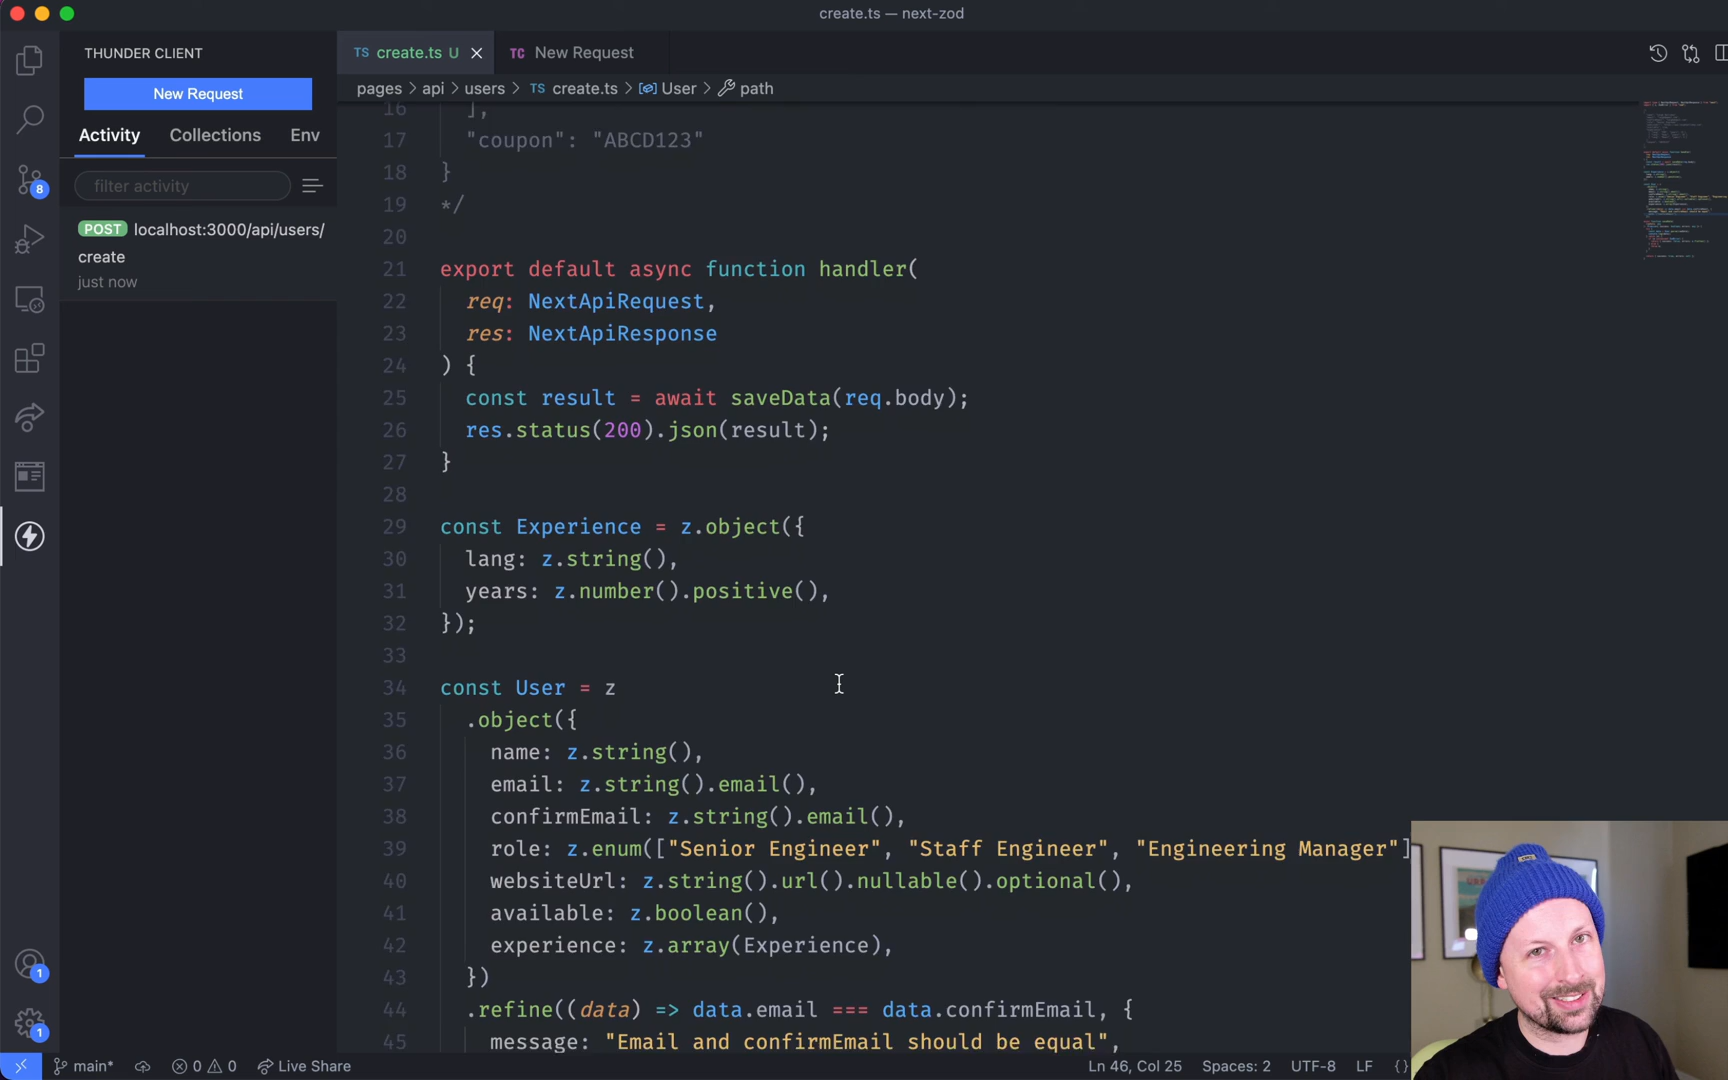 create.ts — next-zod
THUNDER CLIENT
New Request
Activity Collections Env
filter activity
POST localhost:3000/api/users/
create
just now
8
1
1
TS create.ts U
TC New Request
pages > api > users > TS create.ts > User > path
16 ],
17 "coupon": "ABCD123"
18 }
19 */
20
21 export default async function handler(
22 req: NextApiRequest,
23 res: NextApiResponse
24 ) {
25 const result = await saveData(req.body);
26 res.status(200).json(result);
27 }
28
29 const Experience = z.object({
30 lang: z.string(),
31 years: z.number().positive(),
32 });
33
34 const User = z
35 .object({
36 name: z.string(),
37 email: z.string().email(),
38 confirmEmail: z.string().email(),
39 role: z.enum(["Senior Engineer", "Staff Engineer", "Engineering Manager"]
40 websiteUrl: z.string().url().nullable().optional(),
41 available: z.boolean(),
42 experience: z.array(Experience),
43 })
44 .refine((data) => data.email === data.confirmEmail, {
45 message: "Email and confirmEmail should be equal",
main* 0 0 Live Share
Ln 46, Col 25 Spaces: 2 UTF-8 LF {}